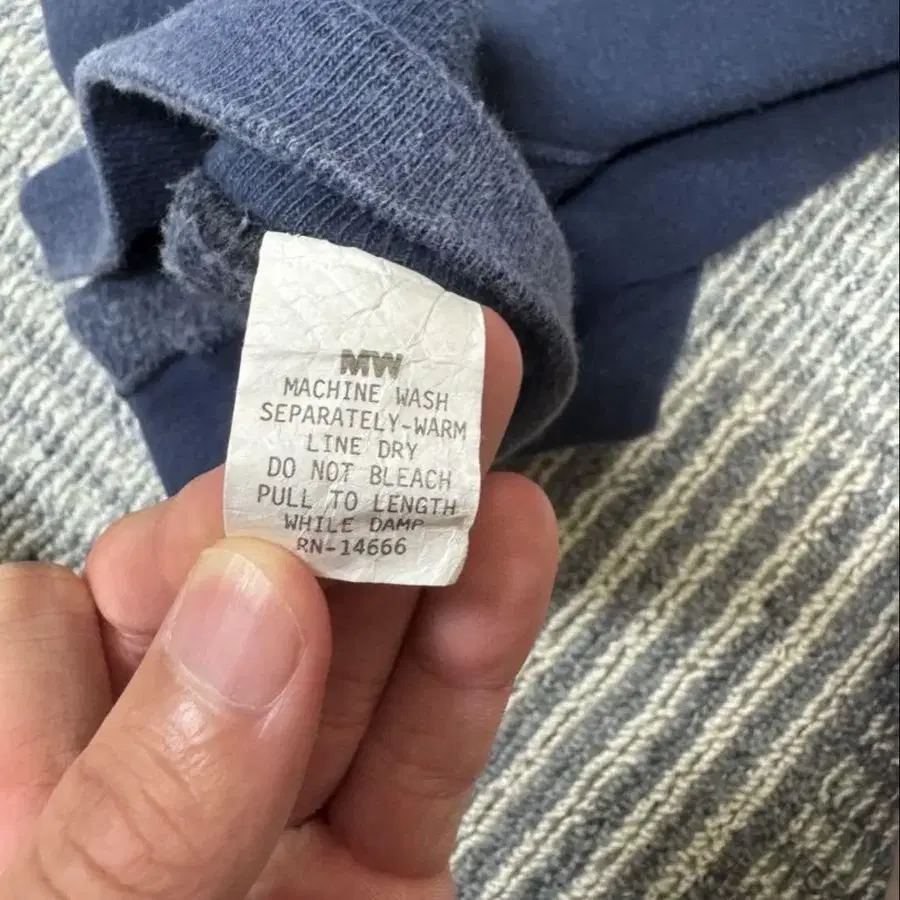 MW
MACHINE WASH
SEPARATELY-WARM
LINE DRY
DO NOT BLEACH
PULL TO LENGTH
WHILE DAMP
RN-14666